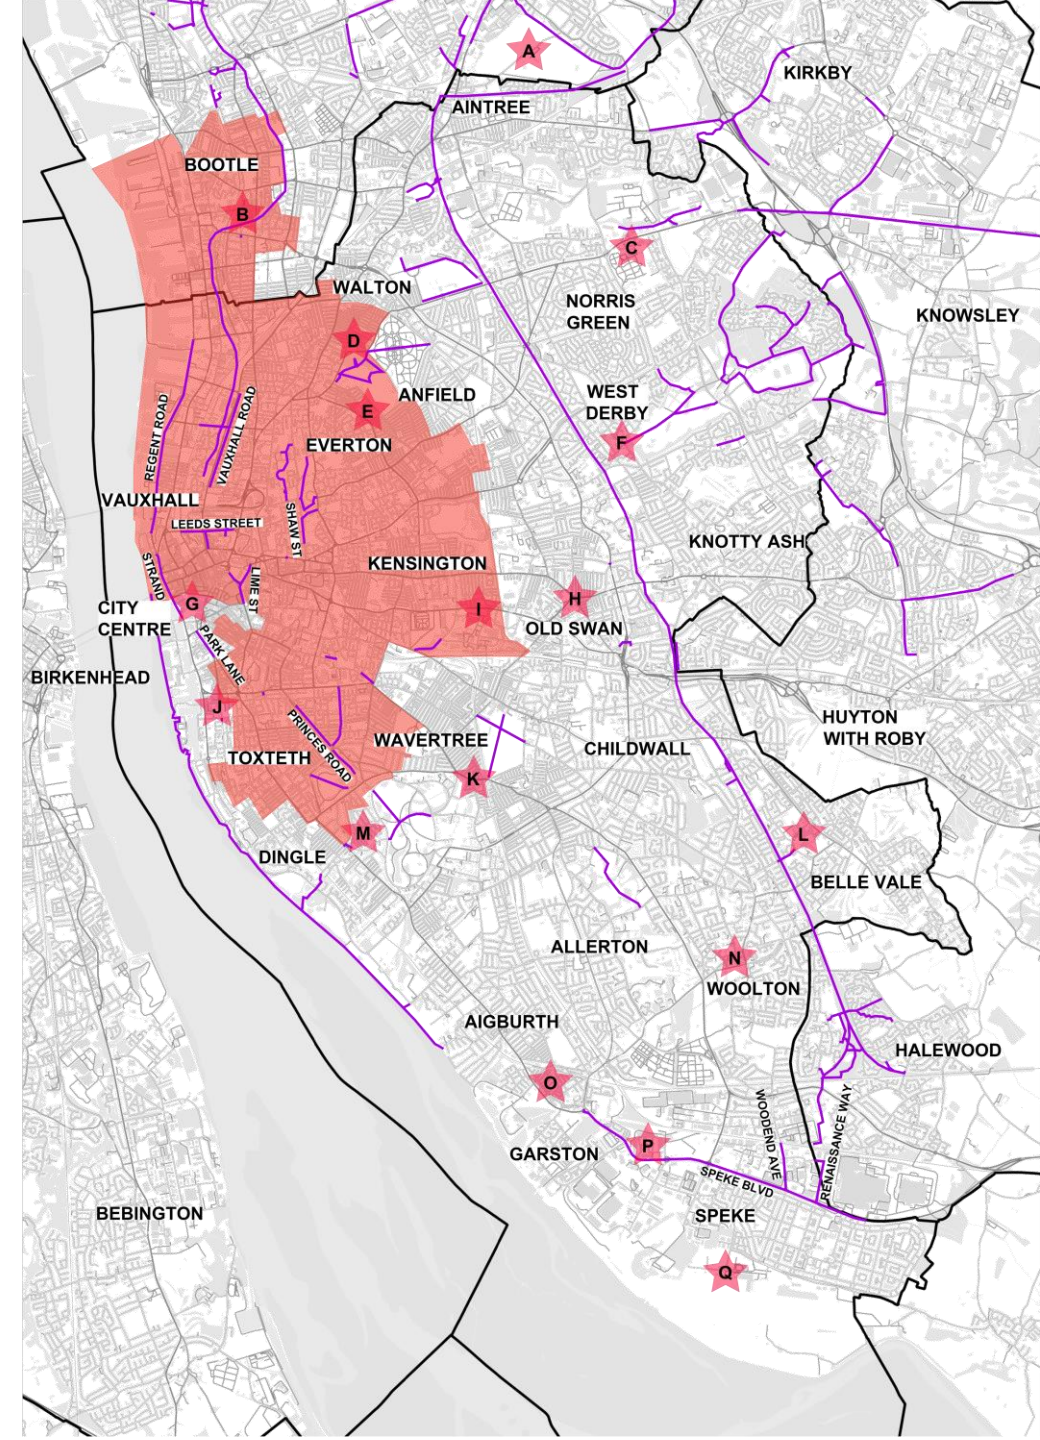 A
KIRKBY
AINTREE
BOOTLE
B
C
WALTON
NORRIS
GREEN
KNOWSLEY
D
ANFIELD
WEST
DERBY
E
F
EVERTON
REGENT ROAD
VAUXHALL ROAD
VAUXHALL
LEEDS STREET
SHAW ST
KNOTTY ASH
KENSINGTON
STRAND
LIME ST
G
H
I
CITY
CENTRE
OLD SWAN
PARK LANE
BIRKENHEAD
J
HUYTON
WITH ROBY
PRINCES ROAD
WAVERTREE
CHILDWALL
TOXTETH
K
M
L
DINGLE
BELLE VALE
ALLERTON
N
WOOLTON
AIGBURTH
HALEWOOD
O
WOODEND AVE
RENAISSANCE WAY
P
GARSTON
SPEKE BLVD
BEBINGTON
SPEKE
Q